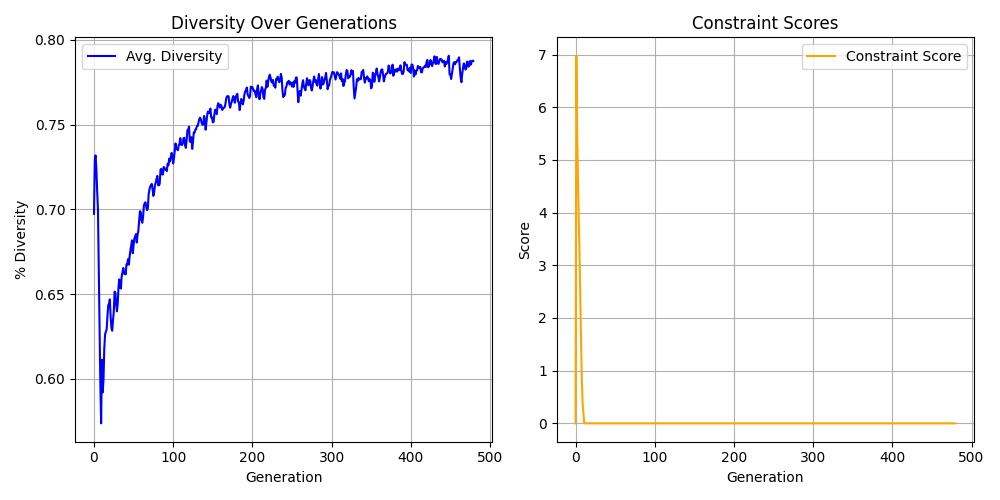 Diversity Over Generations
Avg. Diversity
% Diversity
0.80
0.75
0.70
0.65
0.60
0 100 200 300 400 500
Generation
Constraint Scores
Constraint Score
Score
7
6
5
4
3
2
1
0
0 100 200 300 400 500
Generation